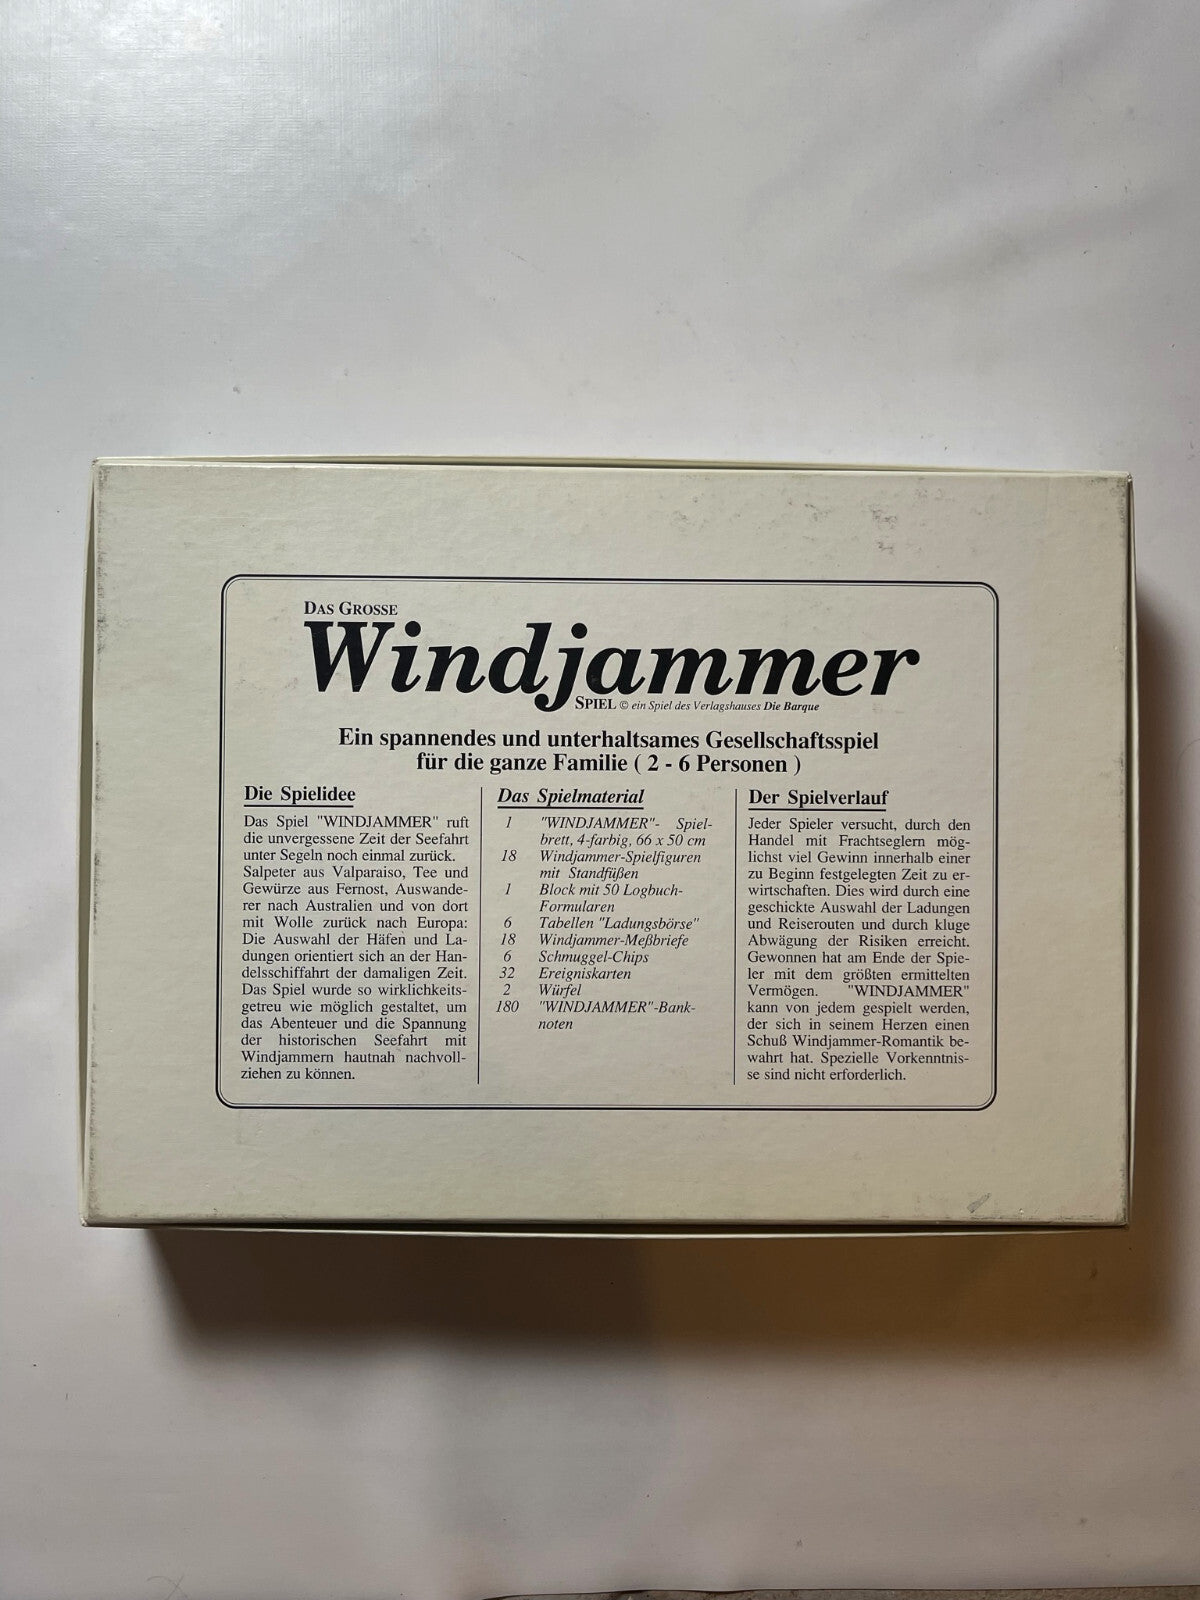 DAS GROSSE
Windjammer
SPIEL © ein Spiel des Verlagshauses Die Barque
Ein spannendes und unterhaltsames Gesellschaftsspiel
für die ganze Familie ( 2 - 6 Personen )
Die Spielidee
Das Spiel "WINDJAMMER" ruft
die unvergessene Zeit der Seefahrt
unter Segeln noch einmal zurück.
Salpeter aus Valparaiso, Tee und
Gewürze aus Fernost, Auswande-
rer nach Australien und von dort
mit Wolle zurück nach Europa:
Die Auswahl der Häfen und La-
dungen orientiert sich an der Han-
delsschiffahrt der damaligen Zeit.
Das Spiel wurde so wirklichkeits-
getreu wie möglich gestaltet, um
das Abenteuer und die Spannung
der historischen Seefahrt mit
Windjammern hautnah nachvoll-
ziehen zu können.
Das Spielmaterial
1 "WINDJAMMER"- Spiel-
brett, 4-farbig, 66 x 50 cm
18 Windjammer-Spielfiguren
mit Standfüßen
1 Block mit 50 Logbuch-
Formularen
6 Tabellen "Ladungsbörse"
18 Windjammer-Meßbriefe
6 Schmuggel-Chips
32 Ereigniskarten
2 Würfel
180 "WINDJAMMER"-Bank-
noten
Der Spielverlauf
Jeder Spieler versucht, durch den
Handel mit Frachtseglern mög-
lichst viel Gewinn innerhalb einer
zu Beginn festgelegten Zeit zu er-
wirtschaften. Dies wird durch eine
geschickte Auswahl der Ladungen
und Reiserouten und durch kluge
Abwägung der Risiken erreicht.
Gewonnen hat am Ende der Spie-
ler mit dem größten ermittelten
Vermögen. "WINDJAMMER"
kann von jedem gespielt werden,
der sich in seinem Herzen einen
Schuß Windjammer-Romantik be-
wahrt hat. Spezielle Vorkenntnis-
se sind nicht erforderlich.